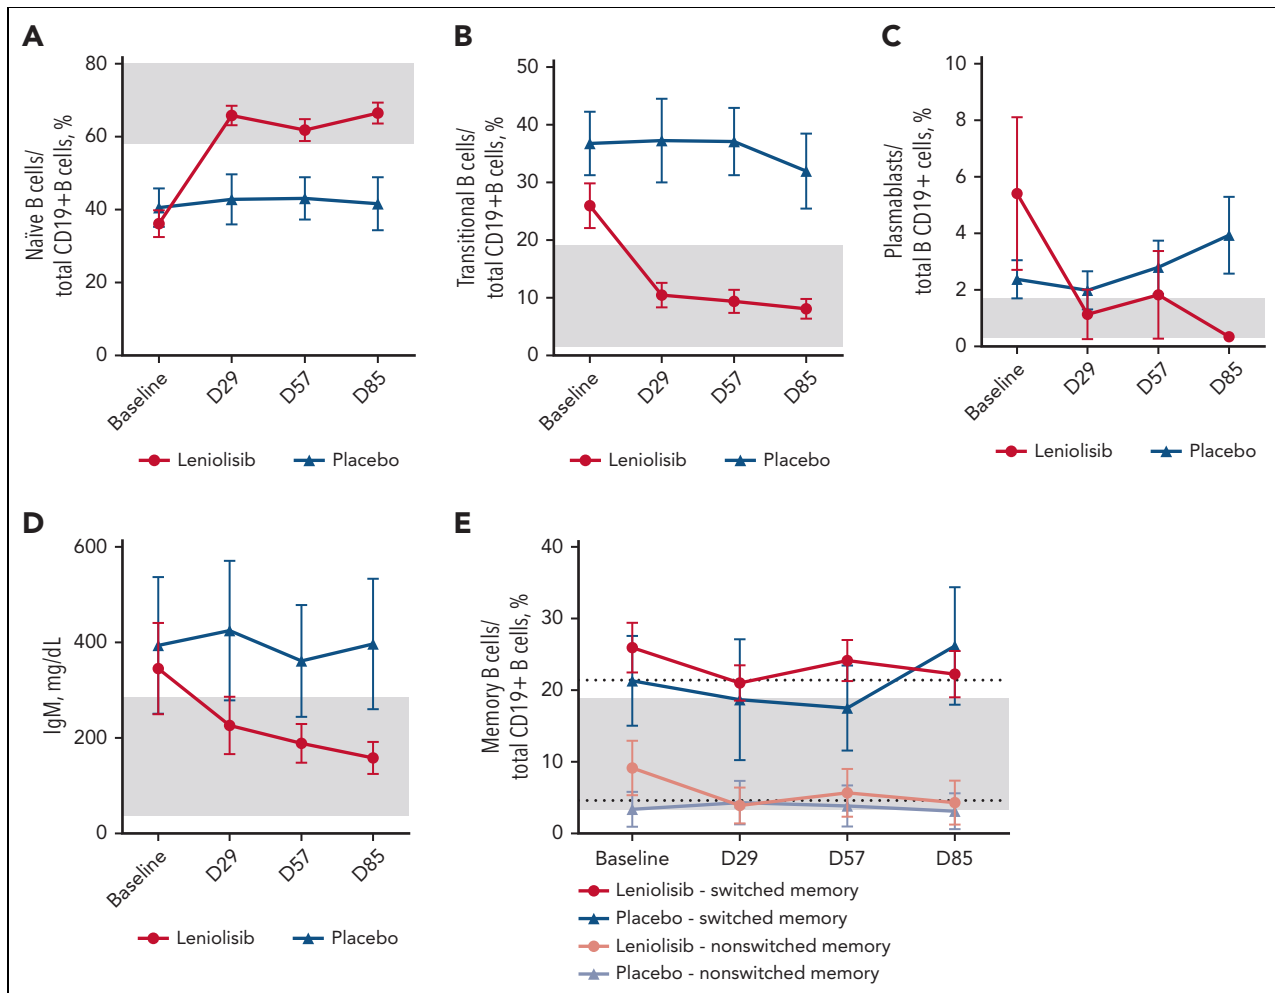 A
Naïve B cells/
total CD19+B cells, %
80
60
40
20
0
Baseline
D29
D57
D85
Leniolisib
Placebo
B
Transitional B cells/
total CD19+B cells, %
50
40
30
20
10
0
Baseline
D29
D57
D85
Leniolisib
Placebo
C
Plasmablasts/
total B CD19+ cells, %
10
8
6
4
2
0
Baseline
D29
D57
D85
Leniolisib
Placebo
D
IgM, mg/dL
600
400
200
0
Baseline
D29
D57
D85
Leniolisib
Placebo
E
Memory B cells/
total CD19+ B cells, %
40
30
20
10
0
Baseline
D29
D57
D85
Leniolisib - switched memory
Placebo - switched memory
Leniolisib - nonswitched memory
Placebo - nonswitched memory